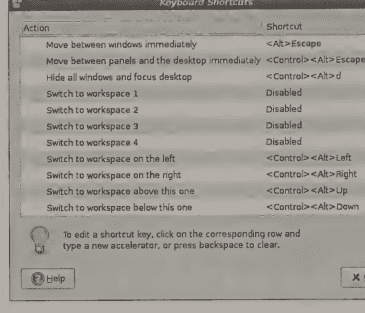 Keyboard Shortcuts
Action Shortcut
Move between windows immediately <Alt>Escape
Move between panels and the desktop immediately <Control><Alt>Escape
Hide all windows and focus desktop <Control><Alt>d
Switch to workspace 1 Disabled
Switch to workspace 2 Disabled
Switch to workspace 3 Disabled
Switch to workspace 4 Disabled
Switch to workspace on the left <Control><Alt>Left
Switch to workspace on the right <Control><Alt>Right
Switch to workspace above this one <Control><Alt>Up
Switch to workspace below this one <Control><Alt>Down
To edit a shortcut key, click on the corresponding row and
type a new accelerator, or press backspace to clear.
Help